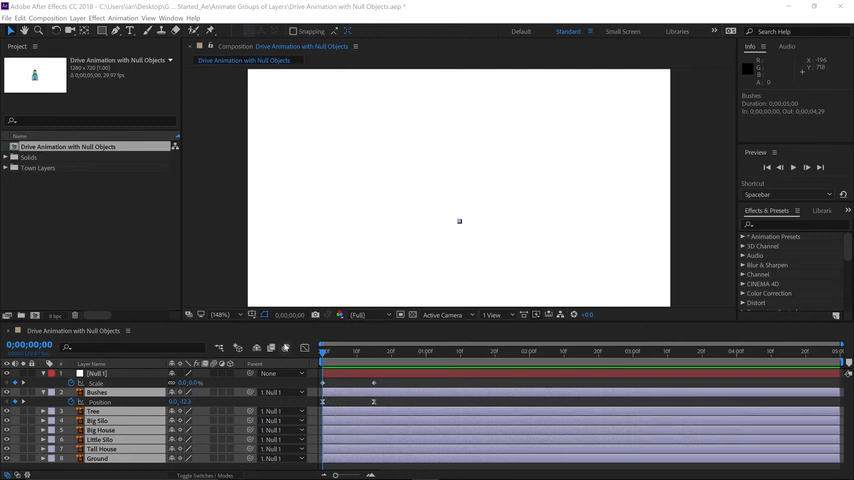 Adobe After Effects CC 2018 - C:\Users\ian\Desktop\G ... Started_Ae\Animate Groups of Layers\Drive Animation with Null Objects.aep *
File Edit Composition Layer Effect Animation View Window Help
Snapping Default Standard Small Screen Libraries Search Help
Project
Drive Animation with Null Objects
1280 x 720 (1.00)
Δ 0;00;05;00, 29.97 fps
Name
Drive Animation with Null Objects
Solids
Town Layers
8 bpc
Composition Drive Animation with Null Objects
Drive Animation with Null Objects
(148%) 0;00;00;00 (Full) Active Camera 1 View +0.0
Info Audio
R :
G :
B :
A : 0
X : -196
Y : 718
Bushes
Duration: 0;00;05;00
In: 0;00;00;00, Out: 0;00;04;29
Preview
Shortcut
Spacebar
Effects & Presets Librari
* Animation Presets
3D Channel
Audio
Blur & Sharpen
Channel
CINEMA 4D
Color Correction
Distort
Drive Animation with Null Objects
0;00;00;00
# Layer Name Parent
10f 20f 01:00f 10f 20f 02:00f 10f 20f 03:00f 10f 20f 04:00f 10f 20f 05:0
1 [Null 1] None
Scale 0.0,0.0%
2 Bushes 1. Null 1
Position 0.0,-12.3
3 Tree 1. Null 1
4 Big Silo 1. Null 1
5 Big House 1. Null 1
6 Little Silo 1. Null 1
7 Tall House 1. Null 1
8 Ground 1. Null 1
Toggle Switches / Modes